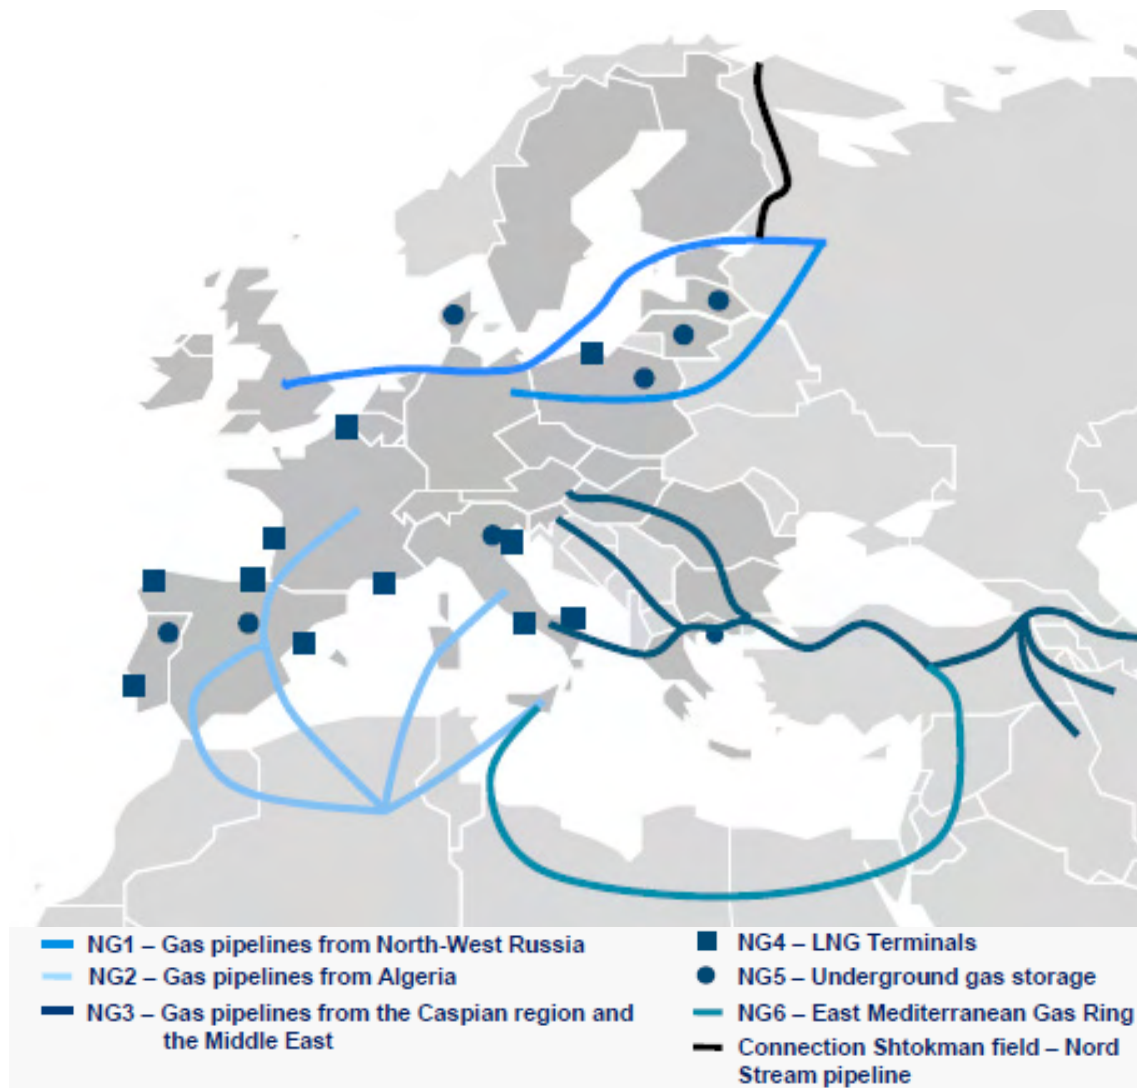 NG1 – Gas pipelines from North-West Russia
NG2 – Gas pipelines from Algeria
NG3 – Gas pipelines from the Caspian region and
the Middle East
NG4 – LNG Terminals
NG5 – Underground gas storage
NG6 – East Mediterranean Gas Ring
Connection Shtokman field – Nord
Stream pipeline